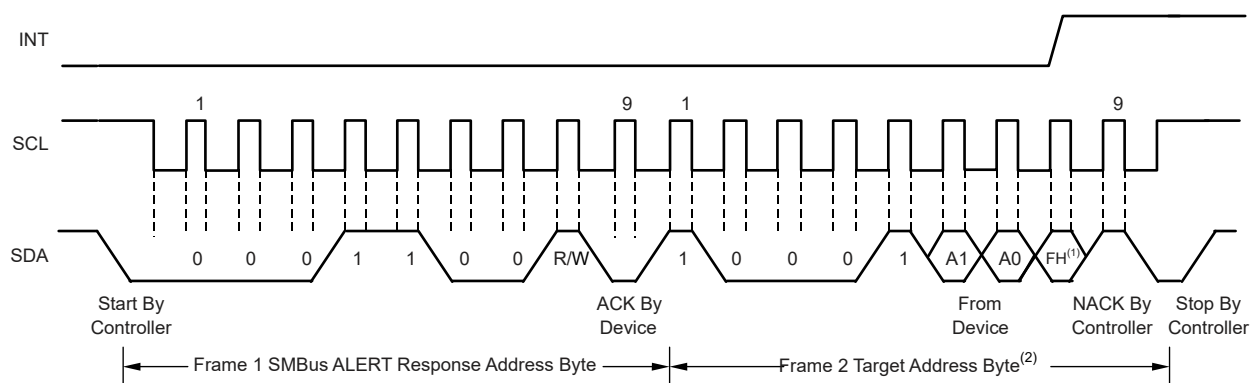 INT
1 9 1 9
SCL
SDA
0 0 0 1 1 0 0 R/W 1 0 0 0 1 A1 A0 FH(1)
Start By
Controller
ACK By
Device
From
Device
NACK By
Controller
Stop By
Controller
Frame 1 SMBus ALERT Response Address Byte
Frame 2 Target Address Byte(2)